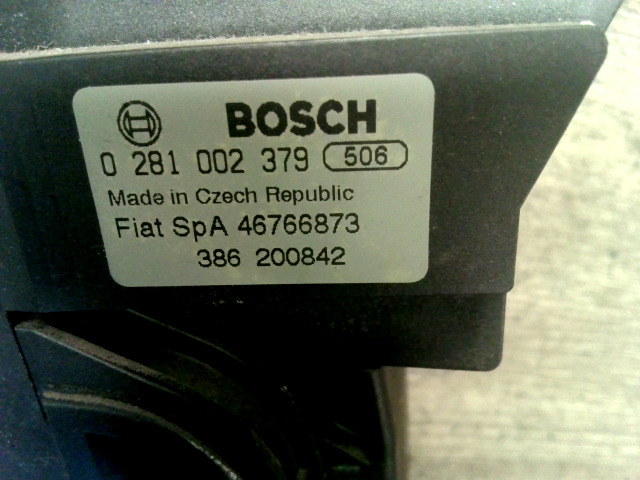 BOSCH
0 281 002 379 506
Made in Czech Republic
Fiat SpA 46766873
386 200842